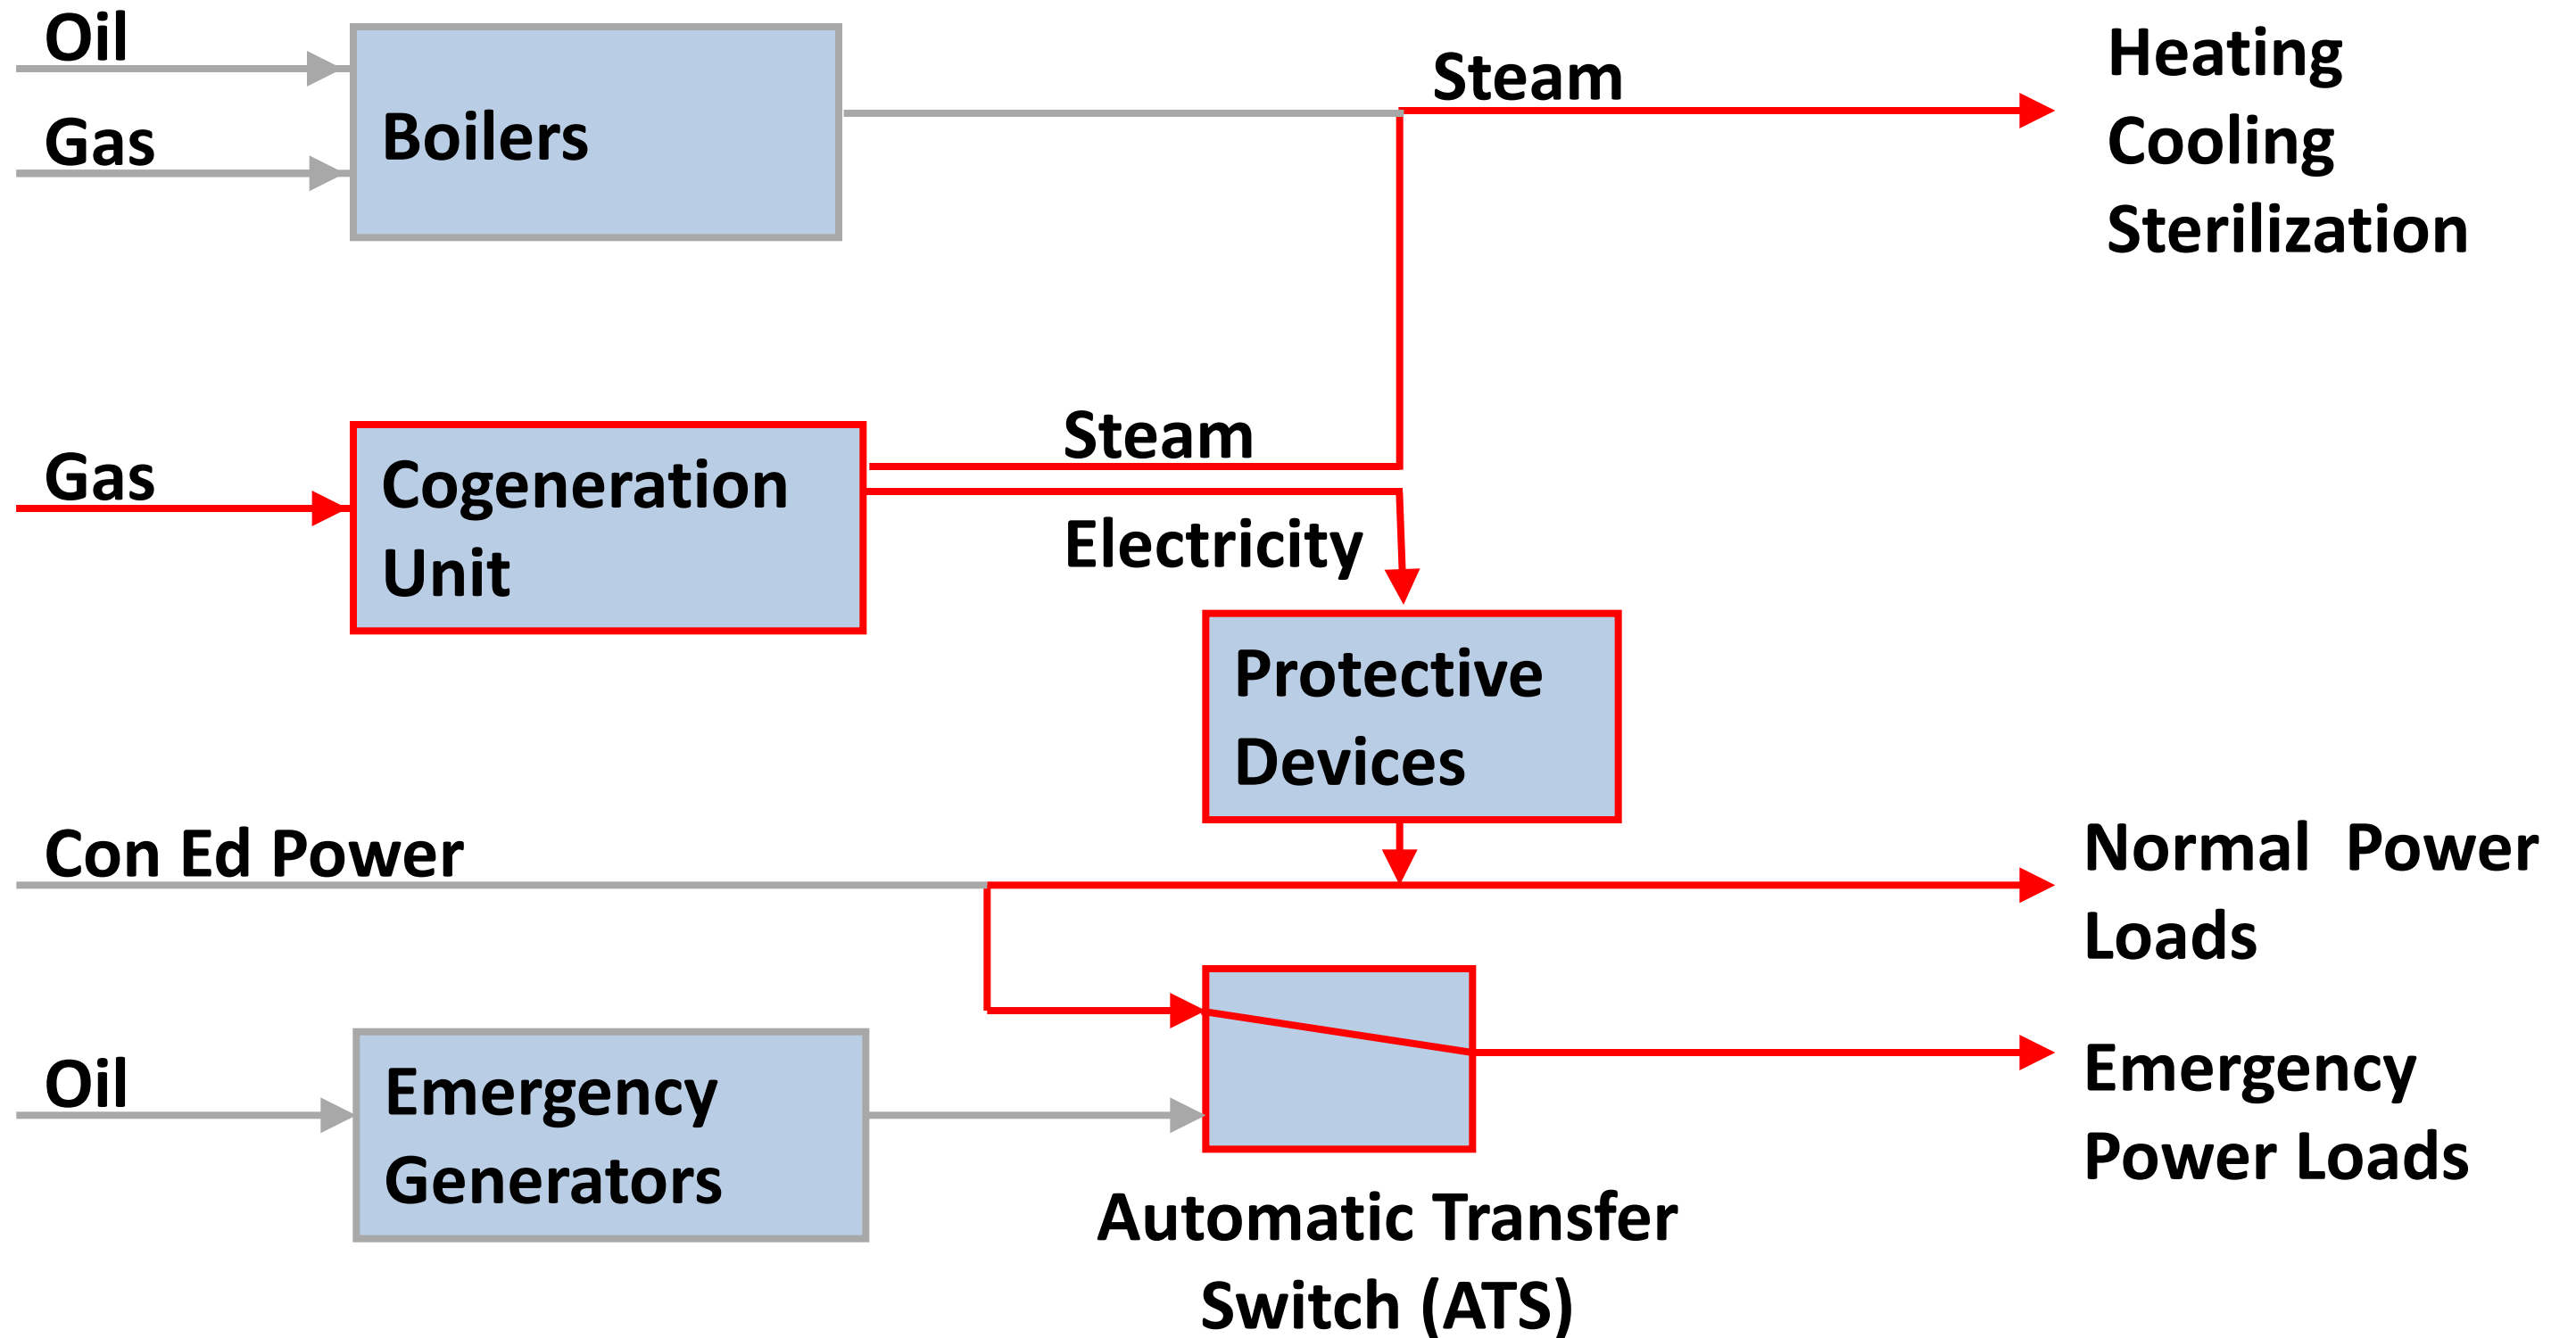 Oil
Gas
Boilers
Steam
Heating
Cooling
Sterilization
Gas
Cogeneration
Unit
Steam
Electricity
Protective
Devices
Con Ed Power
Normal  Power
Loads
Oil
Emergency
Generators
Automatic Transfer
Switch (ATS)
Emergency
Power Loads